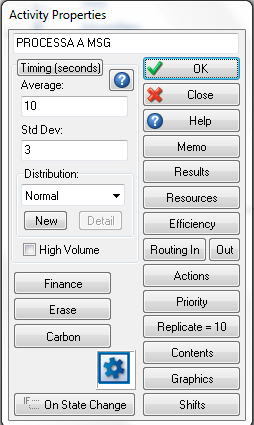 Activity Properties
PROCESSA A MSG
Timing (seconds)
Average:
10
Std Dev:
3
Distribution:
Normal
New
Detail
High Volume
Finance
Erase
Carbon
IF
On State Change
OK
Close
Help
Memo
Results
Resources
Efficiency
Routing In
Out
Actions
Priority
Replicate = 10
Contents
Graphics
Shifts